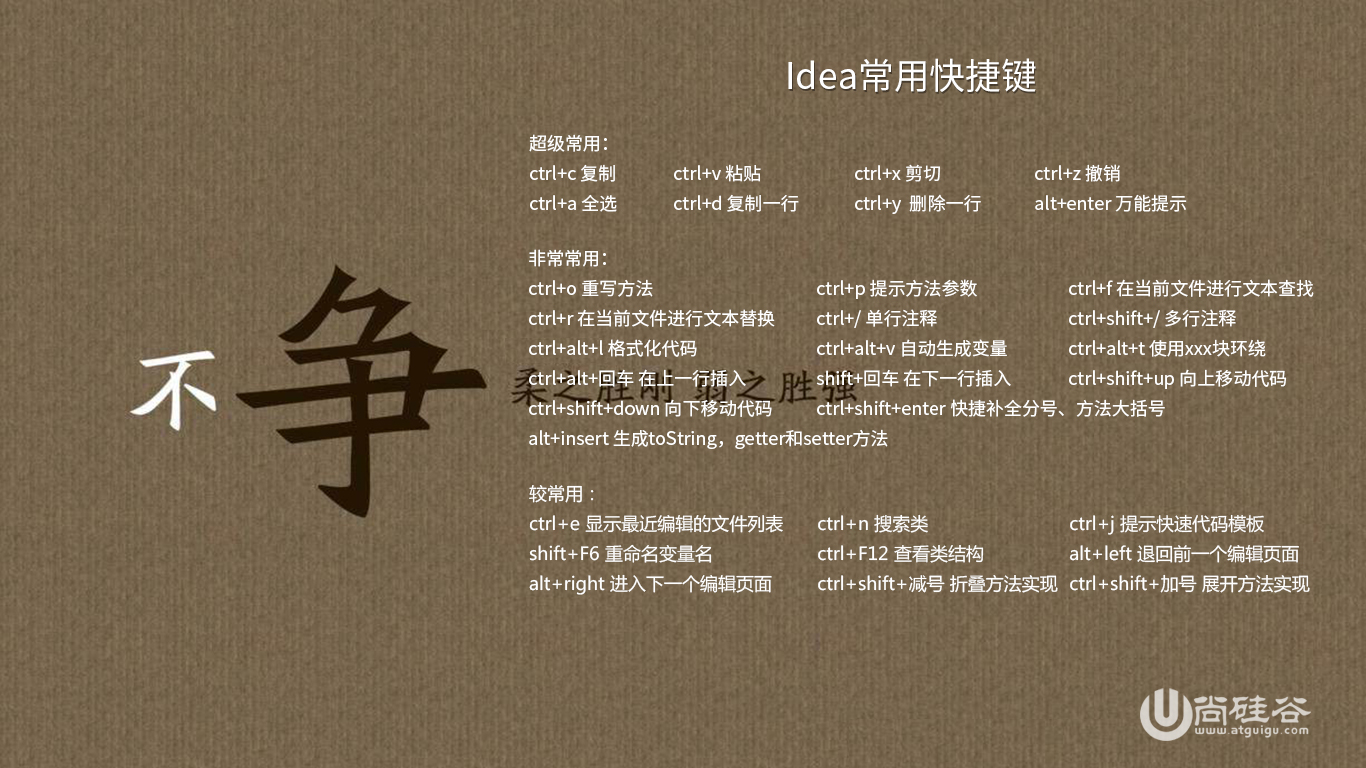 Idea常用快捷键
超级常用：
ctrl+c 复制 ctrl+v 粘贴 ctrl+x 剪切 ctrl+z 撤销
ctrl+a 全选 ctrl+d 复制一行 ctrl+y 删除一行 alt+enter 万能提示
非常常用：
ctrl+o 重写方法 ctrl+p 提示方法参数 ctrl+f 在当前文件进行文本查找
ctrl+r 在当前文件进行文本替换 ctrl+/ 单行注释 ctrl+shift+/ 多行注释
ctrl+alt+l 格式化代码 ctrl+alt+v 自动生成变量 ctrl+alt+t 使用xxx块环绕
ctrl+alt+回车 在上一行插入 shift+回车 在下一行插入 ctrl+shift+up 向上移动代码
ctrl+shift+down 向下移动代码 ctrl+shift+enter 快捷补全分号、方法大括号
alt+insert 生成toString，getter和setter方法
较常用：
ctrl+e 显示最近编辑的文件列表 ctrl+n 搜索类 ctrl+j 提示快速代码模板
shift+F6 重命名变量名 ctrl+F12 查看类结构 alt+left 退回前一个编辑页面
alt+right 进入下一个编辑页面 ctrl+shift+减号 折叠方法实现 ctrl+shift+加号 展开方法实现
不争
柔之胜刚 弱之胜强
尚硅谷
www.atguigu.com